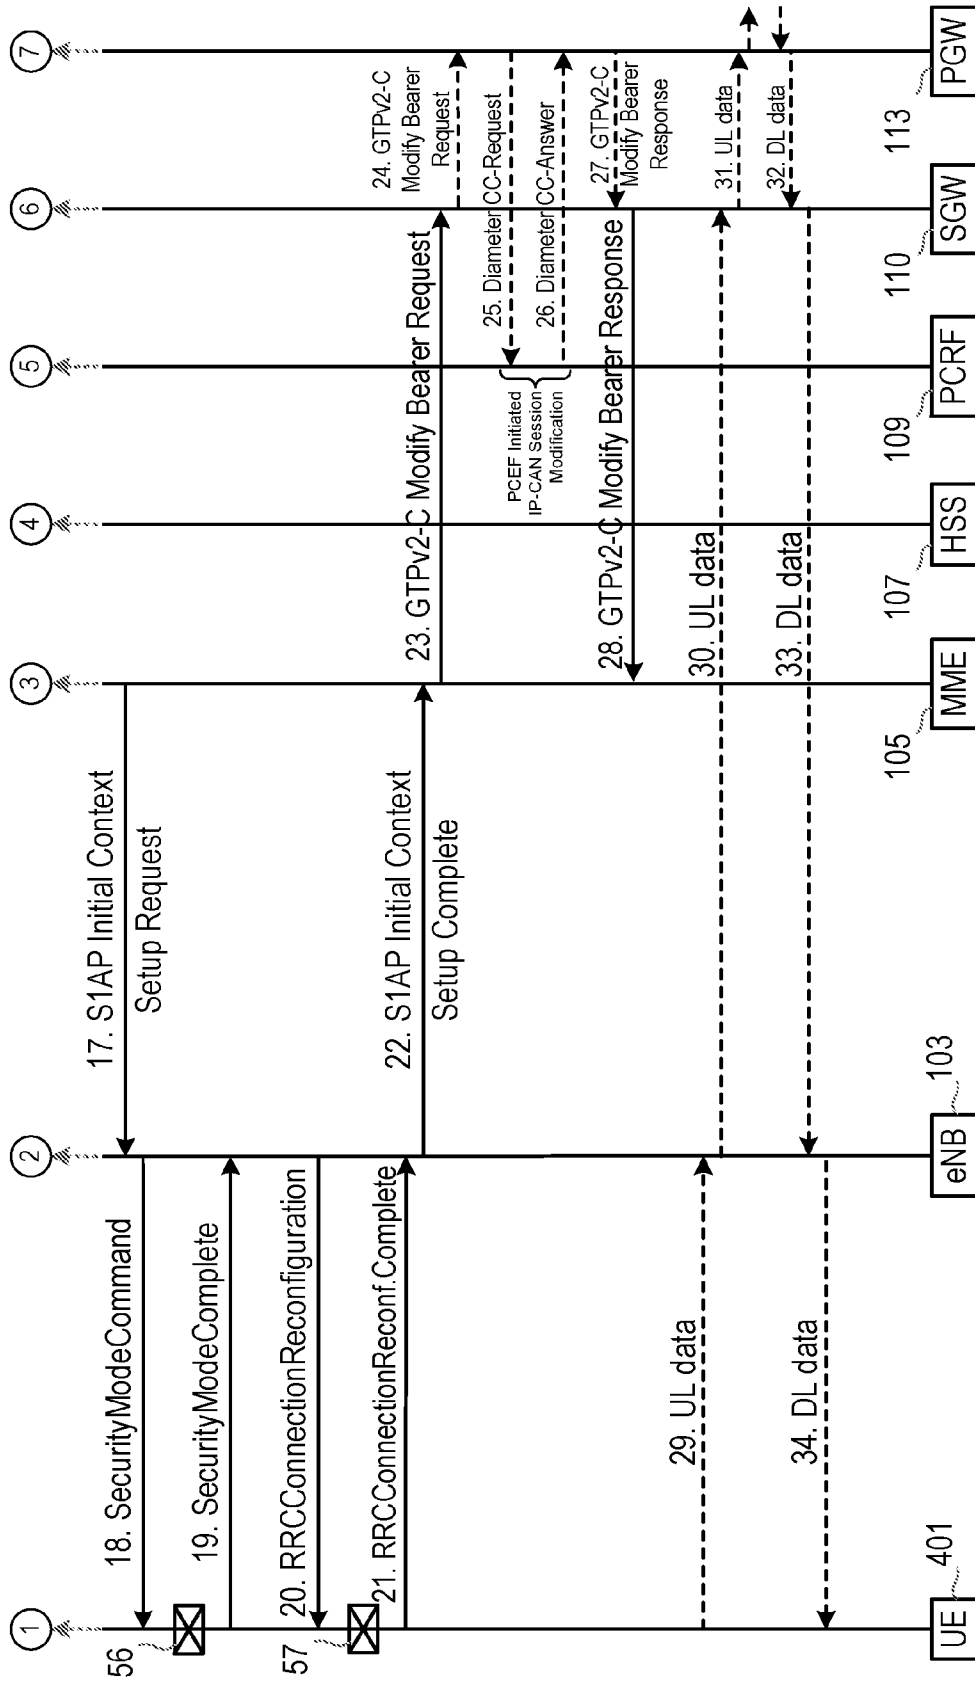 1
2
3
4
5
6
7
17. S1AP Initial Context
Setup Request
18. SecurityModeCommand
56
19. SecurityModeComplete
20. RRCConnectionReconfiguration
57
21. RRCConnectionReconf.Complete
22. S1AP Initial Context
Setup Complete
23. GTPv2-C Modify Bearer Request
24. GTPv2-C
Modify Bearer
Request
25. Diameter CC-Request
PCEF Initiated
IP-CAN Session
Modification
26. Diameter CC-Answer
27. GTPv2-C
Modify Bearer
Response
28. GTPv2-C Modify Bearer Response
29. UL data
30. UL data
31. UL data
32. DL data
33. DL data
34. DL data
UE
401
eNB
103
MME
105
HSS
107
PCRF
109
SGW
110
PGW
113